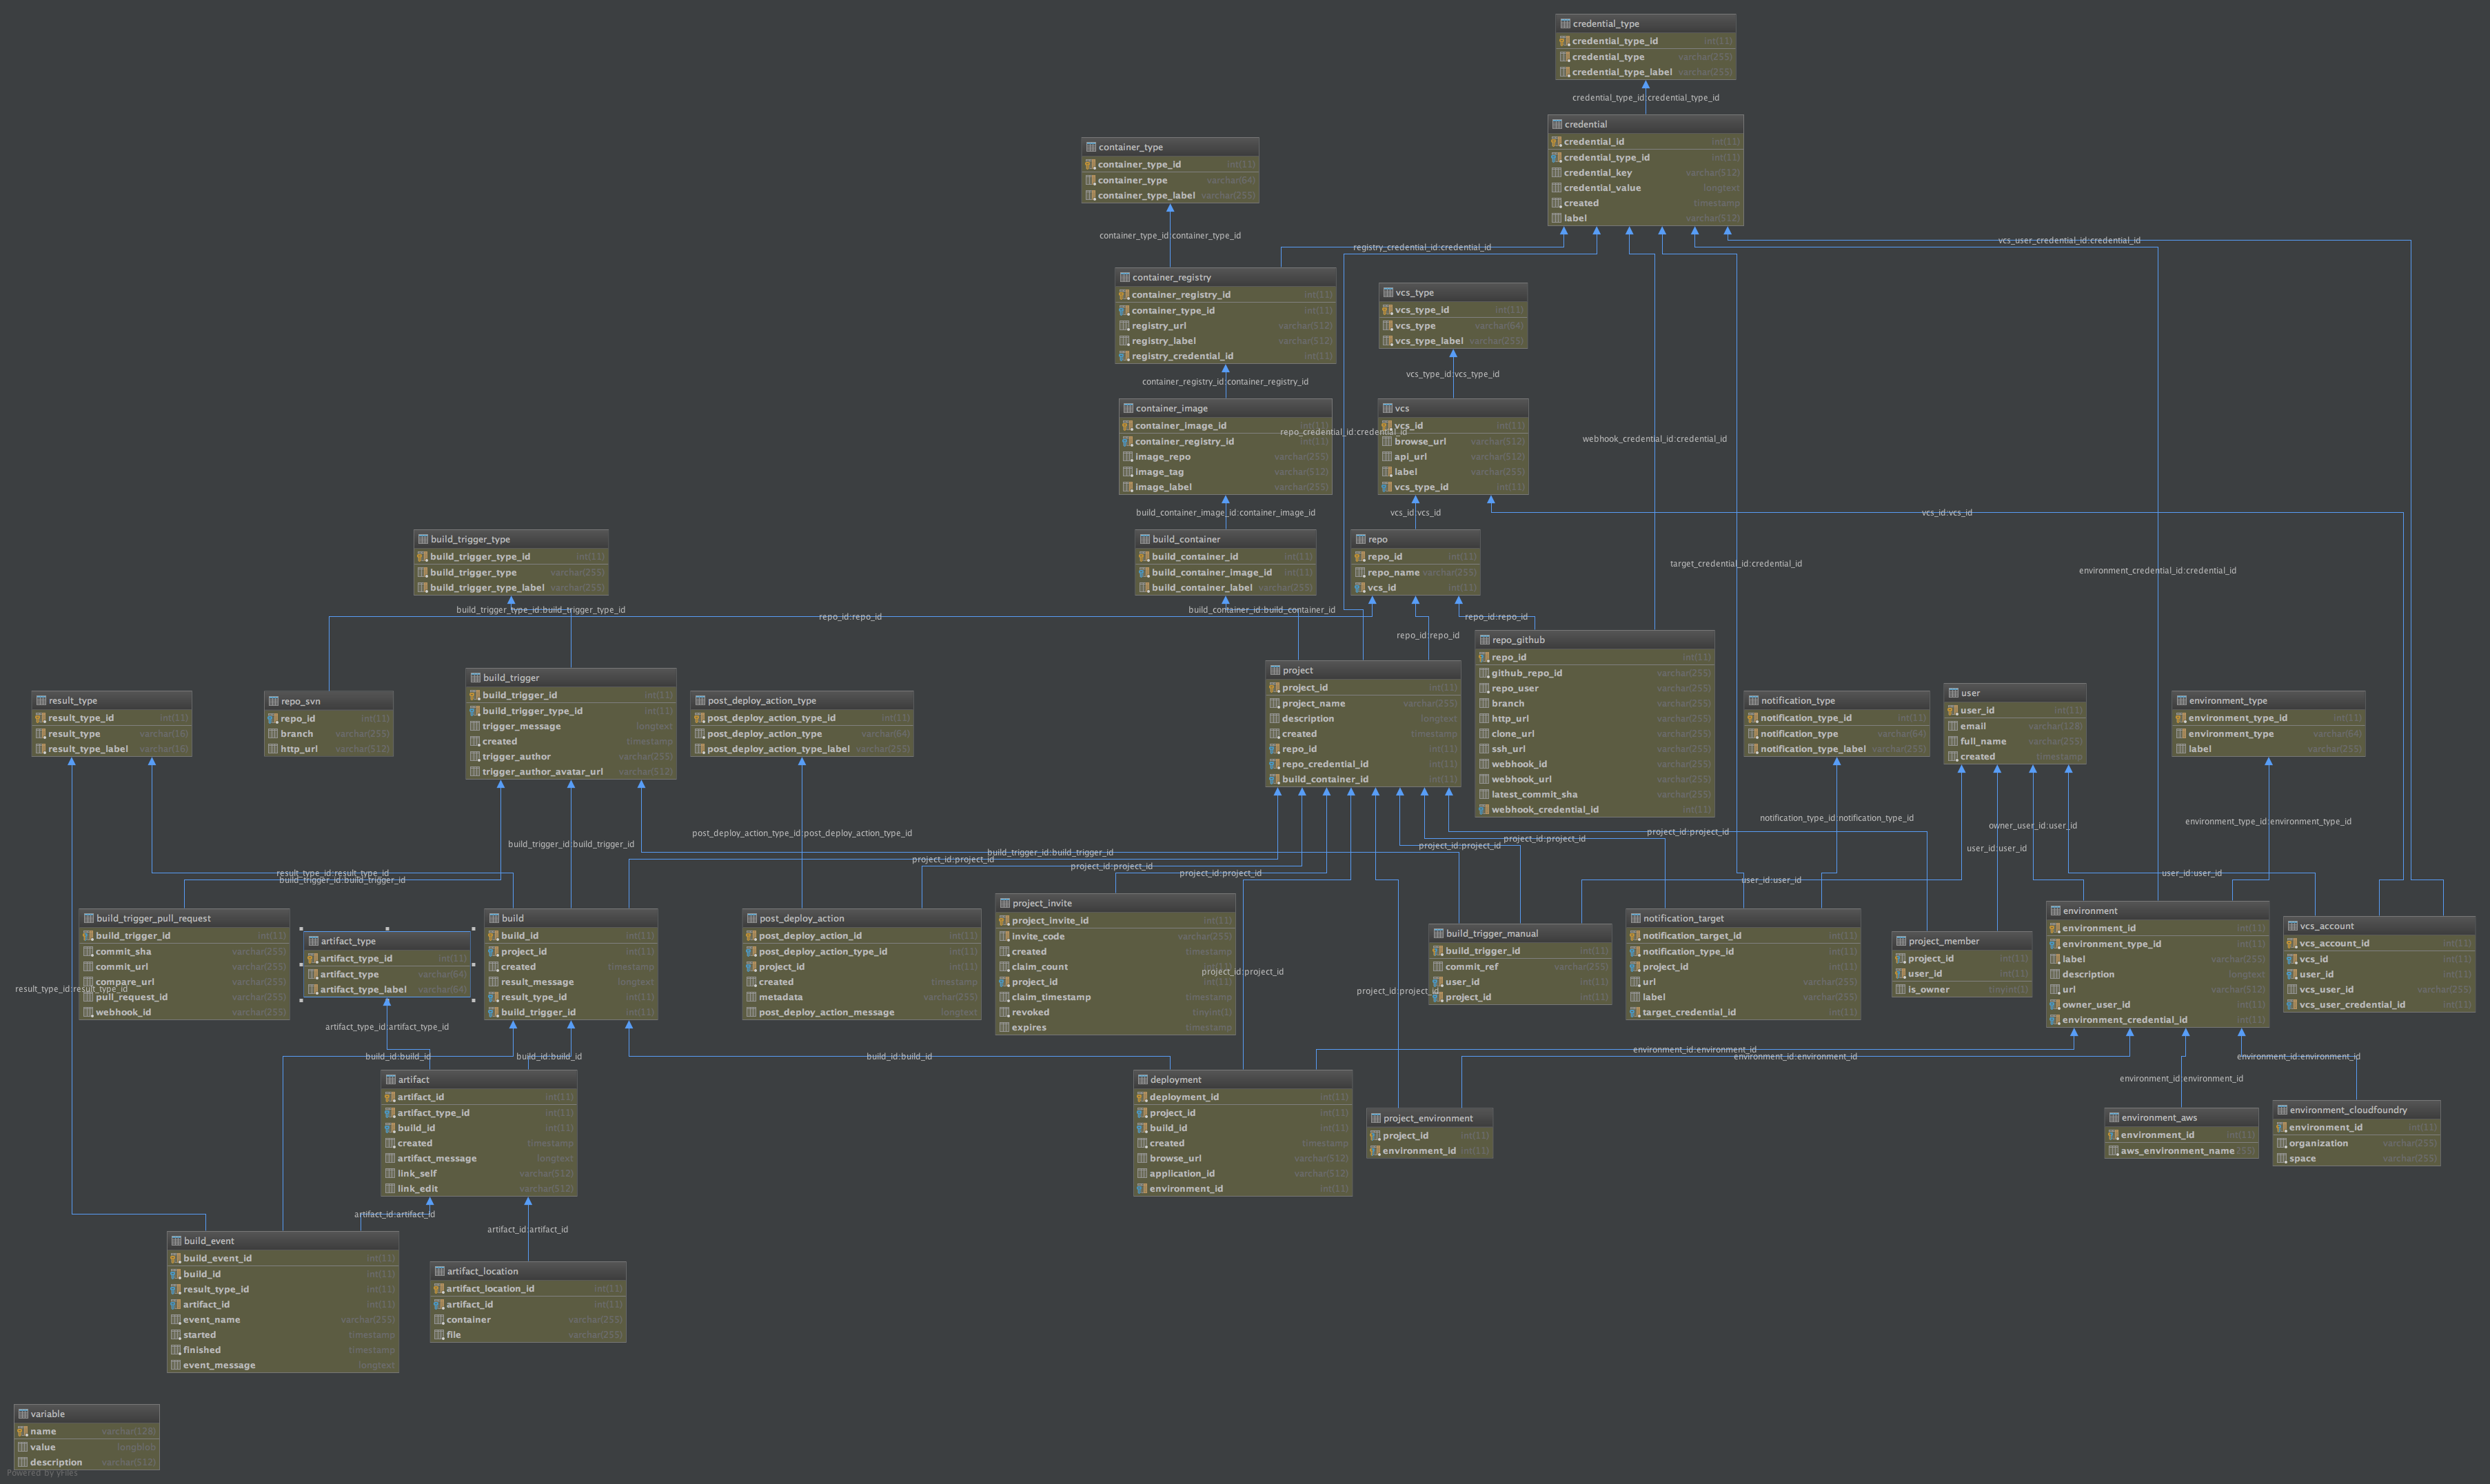 credential_type
credential_type_id int(11)
credential_type varchar(255)
credential_type_label varchar(255)
credential_type_id:credential_type_id
credential
credential_id int(11)
credential_type_id int(11)
credential_key varchar(512)
credential_value longtext
created timestamp
label varchar(512)
container_type
container_type_id int(11)
container_type varchar(64)
container_type_label varchar(255)
container_type_id:container_type_id
registry_credential_id:credential_id
vcs_user_credential_id:credential_id
container_registry
container_registry_id int(11)
container_type_id int(11)
registry_url varchar(512)
registry_label varchar(512)
registry_credential_id int(11)
container_registry_id:container_registry_id
vcs_type
vcs_type_id int(11)
vcs_type varchar(64)
vcs_type_label varchar(255)
vcs_type_id:vcs_type_id
container_image
container_image_id int(11)
container_registry_id int(11)
image_repo varchar(255)
image_tag varchar(512)
image_label varchar(255)
repo_credential_id:credential_id
vcs
vcs_id int(11)
browse_url varchar(512)
api_url varchar(512)
label varchar(255)
vcs_type_id int(11)
webhook_credential_id:credential_id
build_container_image_id:container_image_id
vcs_id:vcs_id
vcs_id:vcs_id
build_trigger_type
build_trigger_type_id int(11)
build_trigger_type varchar(255)
build_trigger_type_label varchar(255)
build_container
build_container_id int(11)
build_container_image_id int(11)
build_container_label varchar(255)
repo
repo_id int(11)
repo_name varchar(255)
vcs_id int(11)
target_credential_id:credential_id
environment_credential_id:credential_id
build_trigger_type_id:build_trigger_type_id
repo_id:repo_id
build_container_id:build_container_id
repo_id:repo_id
repo_id:repo_id
result_type
result_type_id int(11)
result_type varchar(16)
result_type_label varchar(16)
repo_svn
repo_id int(11)
branch varchar(255)
http_url varchar(512)
build_trigger
build_trigger_id int(11)
build_trigger_type_id int(11)
trigger_message longtext
created timestamp
trigger_author varchar(255)
trigger_author_avatar_url varchar(512)
post_deploy_action_type
post_deploy_action_type_id int(11)
post_deploy_action_type varchar(64)
post_deploy_action_type_label varchar(255)
project
project_id int(11)
project_name varchar(255)
description longtext
created timestamp
repo_id int(11)
repo_credential_id int(11)
build_container_id int(11)
repo_github
repo_id int(11)
github_repo_id varchar(255)
repo_user varchar(255)
branch varchar(255)
http_url varchar(255)
clone_url varchar(255)
ssh_url varchar(255)
webhook_id varchar(255)
webhook_url varchar(255)
latest_commit_sha varchar(255)
webhook_credential_id int(11)
notification_type
notification_type_id int(11)
notification_type varchar(64)
notification_type_label varchar(255)
user
user_id int(11)
email varchar(128)
full_name varchar(255)
created timestamp
environment_type
environment_type_id int(11)
environment_type varchar(64)
label varchar(255)
build_trigger_id:build_trigger_id
post_deploy_action_type_id:post_deploy_action_type_id
build_trigger_id:build_trigger_id
project_id:project_id
project_id:project_id
project_id:project_id
project_id:project_id
project_id:project_id
project_id:project_id
notification_type_id:notification_type_id
owner_user_id:user_id
user_id:user_id
environment_type_id:environment_type_id
result_type_id:result_type_id
build_trigger_id:build_trigger_id
user_id:user_id
user_id:user_id
build_trigger_pull_request
build_trigger_id int(11)
commit_sha varchar(255)
commit_url varchar(255)
compare_url varchar(255)
pull_request_id varchar(255)
webhook_id varchar(255)
result_type_id:result_type_id
artifact_type
artifact_type_id int(11)
artifact_type varchar(64)
artifact_type_label varchar(64)
artifact_type_id:artifact_type_id
build
build_id int(11)
project_id int(11)
created timestamp
result_message longtext
result_type_id int(11)
build_trigger_id int(11)
post_deploy_action
post_deploy_action_id int(11)
post_deploy_action_type_id int(11)
project_id int(11)
created timestamp
metadata varchar(255)
post_deploy_action_message longtext
project_invite
project_invite_id int(11)
invite_code varchar(255)
created timestamp
claim_count int(11)
project_id int(11)
claim_timestamp timestamp
revoked tinyint(1)
expires timestamp
project_id:project_id
project_id:project_id
build_trigger_manual
build_trigger_id int(11)
commit_ref varchar(255)
user_id int(11)
project_id int(11)
notification_target
notification_target_id int(11)
notification_type_id int(11)
project_id int(11)
url varchar(255)
label varchar(255)
target_credential_id int(11)
project_member
project_id int(11)
user_id int(11)
is_owner tinyint(1)
environment
environment_id int(11)
environment_type_id int(11)
label varchar(255)
description longtext
url varchar(512)
owner_user_id int(11)
environment_credential_id int(11)
vcs_account
vcs_account_id int(11)
vcs_id int(11)
user_id int(11)
vcs_user_id varchar(255)
vcs_user_credential_id int(11)
build_id:build_id
build_id:build_id
build_id:build_id
environment_id:environment_id
environment_id:environment_id
environment_id:environment_id
environment_id:environment_id
artifact
artifact_id int(11)
artifact_type_id int(11)
build_id int(11)
created timestamp
artifact_message longtext
link_self varchar(512)
link_edit varchar(512)
deployment
deployment_id int(11)
project_id int(11)
build_id int(11)
created timestamp
browse_url varchar(512)
application_id varchar(512)
environment_id int(11)
project_environment
project_id int(11)
environment_id int(11)
environment_aws
environment_id int(11)
aws_environment_name 255)
environment_cloudfoundry
environment_id int(11)
organization varchar(255)
space varchar(255)
artifact_id:artifact_id
artifact_id:artifact_id
build_event
build_event_id int(11)
build_id int(11)
result_type_id int(11)
artifact_id int(11)
event_name varchar(255)
started timestamp
finished timestamp
event_message longtext
artifact_location
artifact_location_id int(11)
artifact_id int(11)
container varchar(255)
file varchar(255)
variable
name varchar(128)
value longblob
description varchar(512)
Powered by yFiles